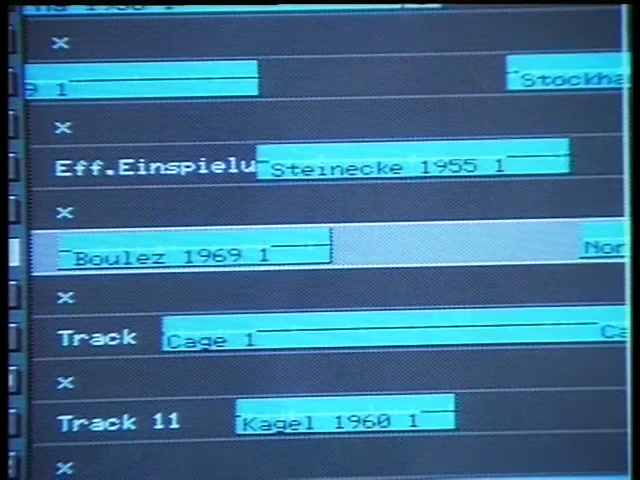 ×
9 1 Stockha
×
Eff.Einspielu Steinecke 1955 1
×
Boulez 1969 1 Nor
×
Track Cage 1 Ca
×
Track 11 Kagel 1960 1
×